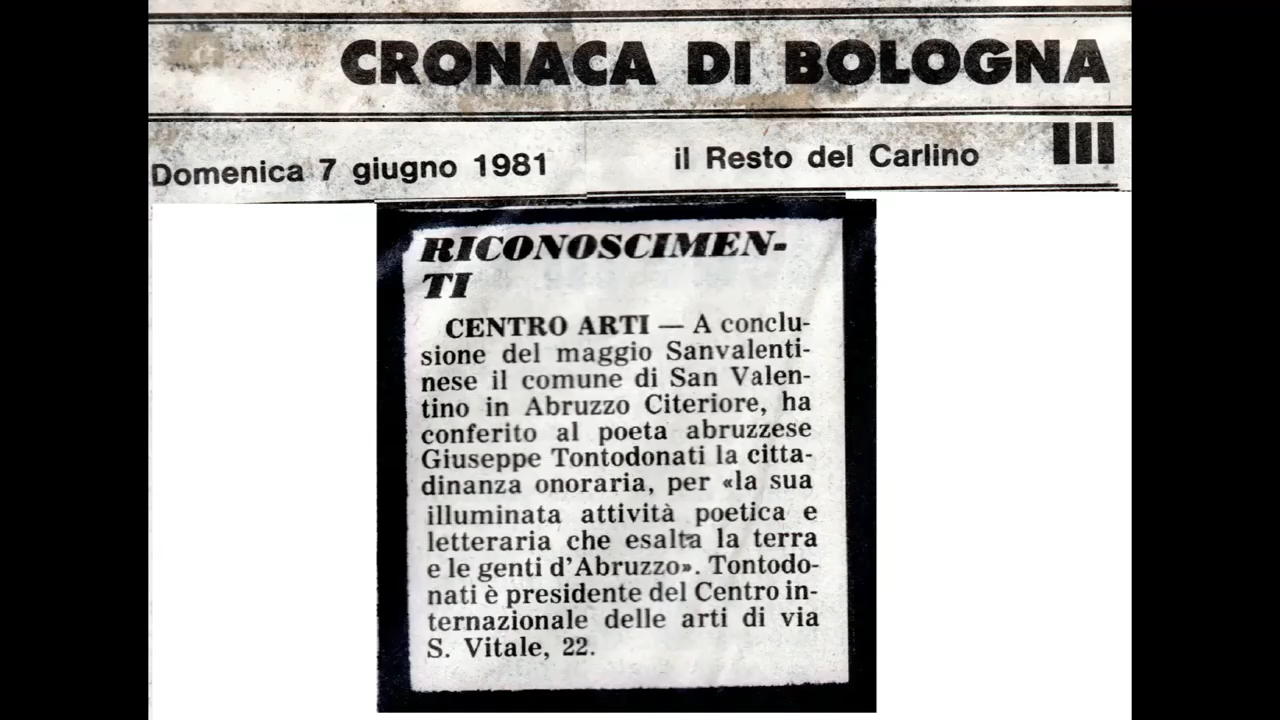 CRONACA DI BOLOGNA
Domenica 7 giugno 1981 il Resto del Carlino III
RICONOSCIMEN-
TI
CENTRO ARTI — A conclu-
sione del maggio Sanvalenti-
nese il comune di San Valen-
tino in Abruzzo Citeriore, ha
conferito al poeta abruzzese
Giuseppe Tontodonati la citta-
dinanza onoraria, per «la sua
illuminata attività poetica e
letteraria che esalta la terra
e le genti d'Abruzzo». Tontodo-
nati è presidente del Centro in-
ternazionale delle arti di via
S. Vitale, 22.